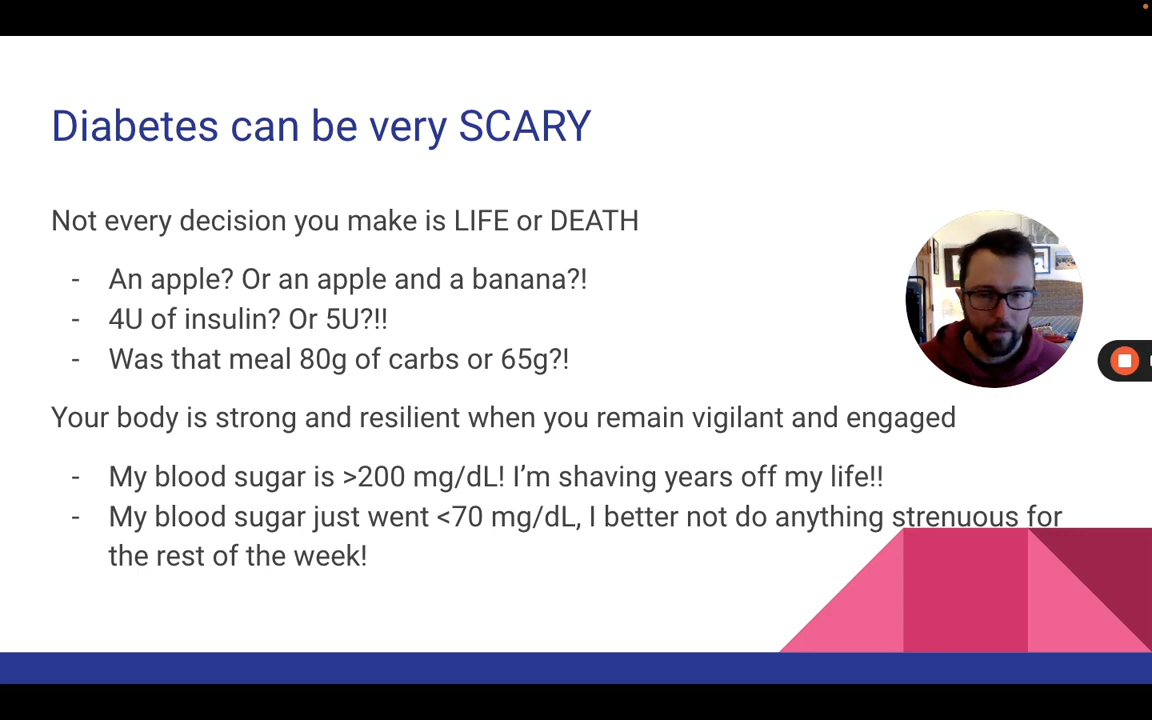 Diabetes can be very SCARY
Not every decision you make is LIFE or DEATH
- An apple? Or an apple and a banana?!
- 4U of insulin? Or 5U?!!
- Was that meal 80g of carbs or 65g?!
Your body is strong and resilient when you remain vigilant and engaged
- My blood sugar is >200 mg/dL! I’m shaving years off my life!!
- My blood sugar just went <70 mg/dL, I better not do anything strenuous for
the rest of the week!